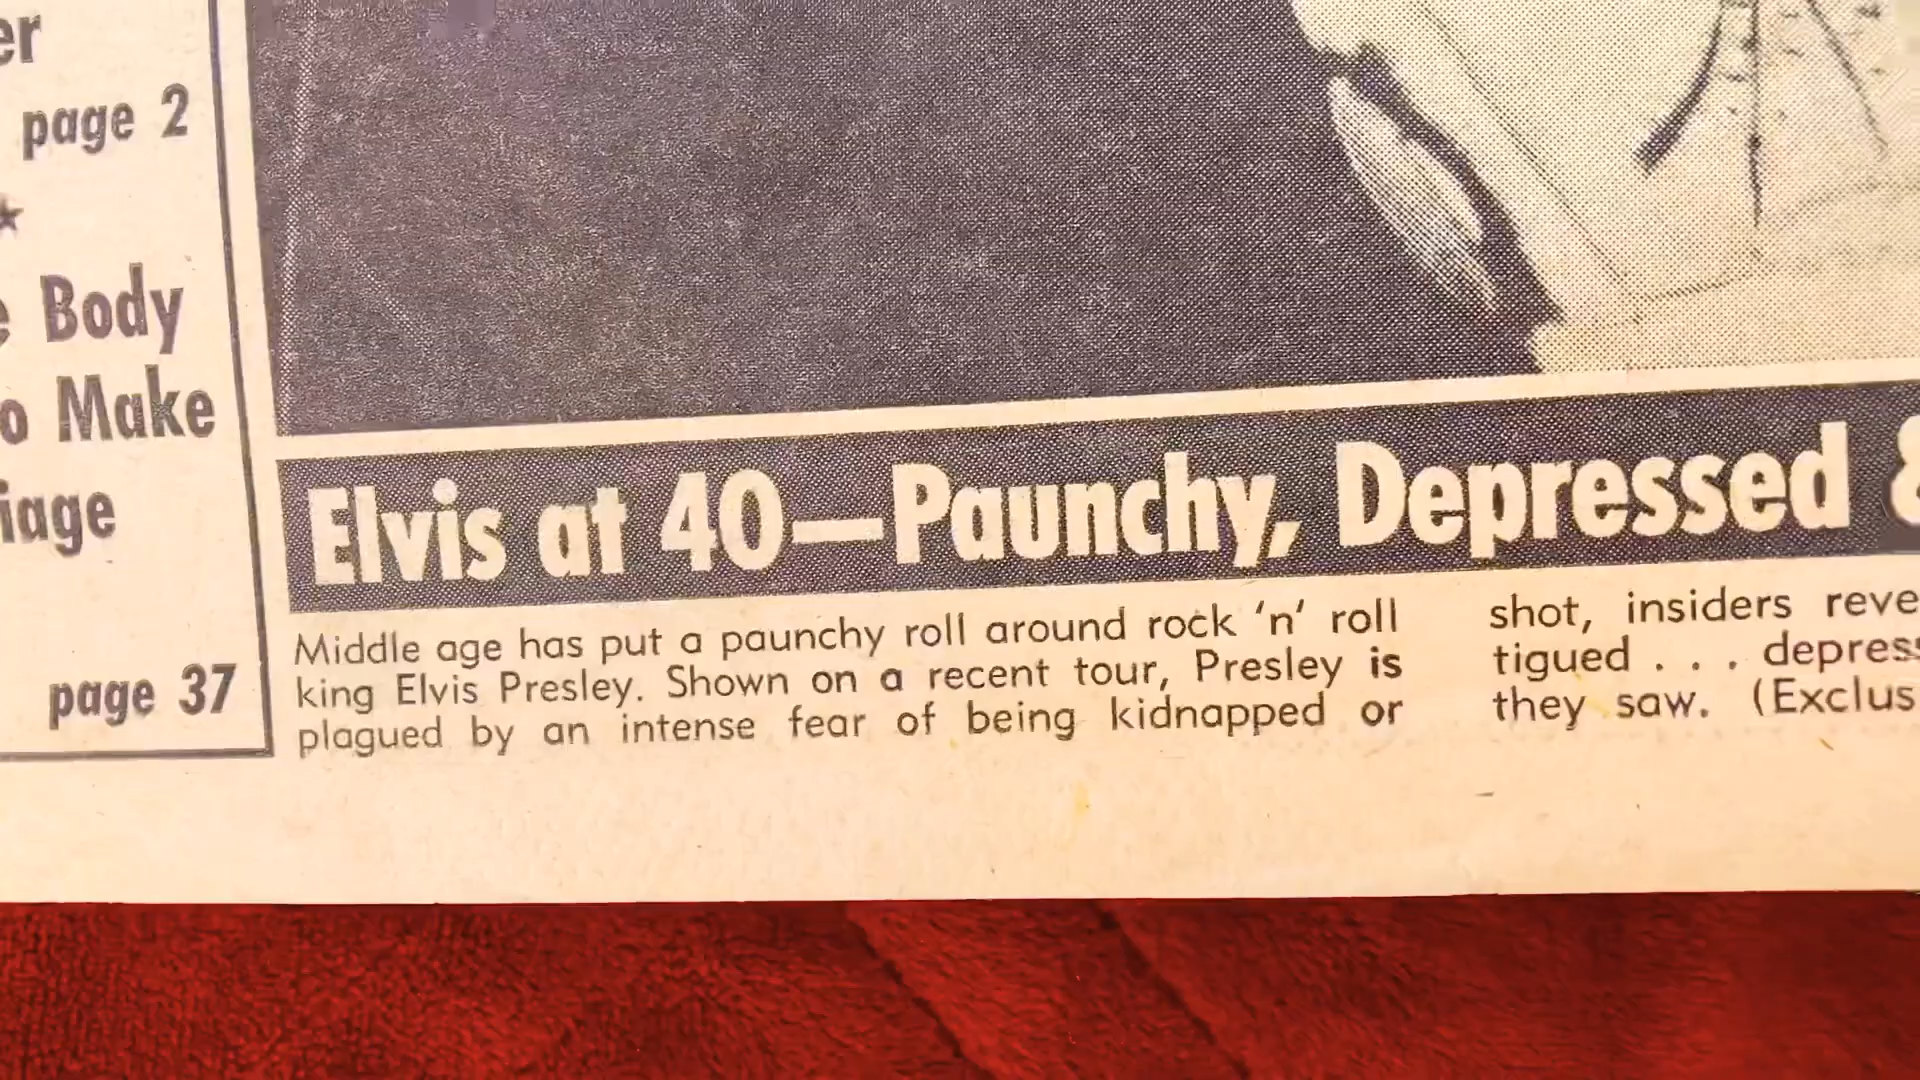 page 2
Body
Make
page 37
Elvis at 40—Paunchy, Depressed &
Middle age has put a paunchy roll around rock 'n' roll
king Elvis Presley. Shown on a recent tour, Presley is
plagued by an intense fear of being kidnapped or
shot, insiders reve
tigued . . . depress
they saw. (Exclus